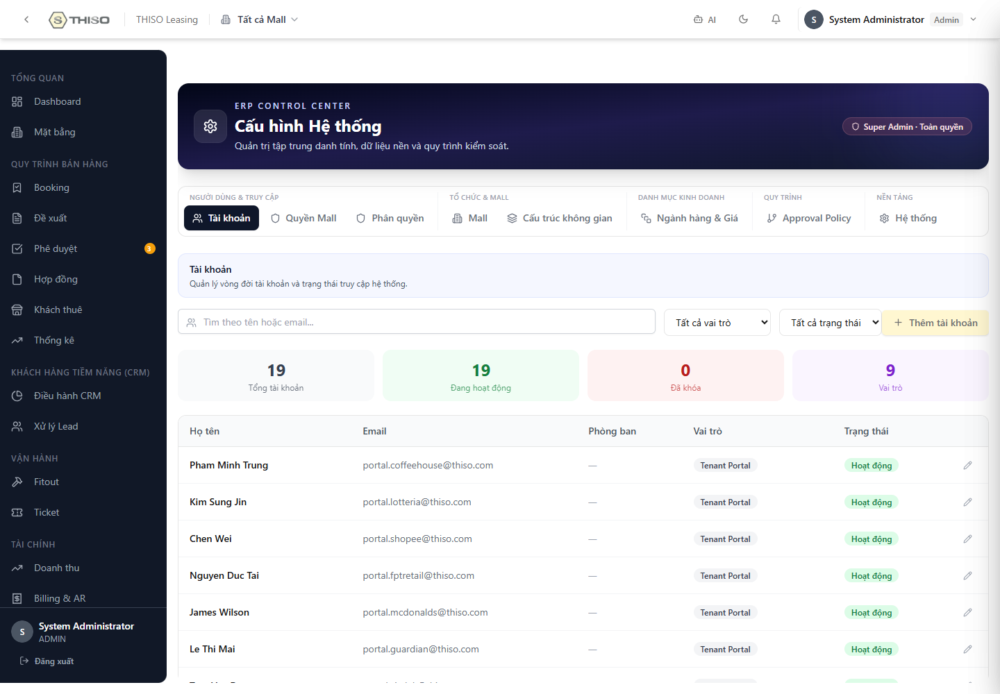 THISO
THISO Leasing
Tất cả Mall
AI
S
System Administrator
Admin
TỔNG QUAN
Dashboard
Mặt bằng
QUY TRÌNH BÁN HÀNG
Booking
Đề xuất
Phê duyệt
3
Hợp đồng
Khách thuê
Thống kê
KHÁCH HÀNG TIỀM NĂNG (CRM)
Điều hành CRM
Xử lý Lead
VẬN HÀNH
Fitout
Ticket
TÀI CHÍNH
Doanh thu
Billing & AR
S
System Administrator
ADMIN
Đăng xuất
ERP CONTROL CENTER
Cấu hình Hệ thống
Quản trị tập trung danh tính, dữ liệu nền và quy trình kiểm soát.
Super Admin · Toàn quyền
NGƯỜI DÙNG & TRUY CẬP
Tài khoản
Quyền Mall
Phân quyền
TỔ CHỨC & MALL
Mall
Cấu trúc không gian
DANH MỤC KINH DOANH
Ngành hàng & Giá
QUY TRÌNH
Approval Policy
NỀN TẢNG
Hệ thống
Tài khoản
Quản lý vòng đời tài khoản và trạng thái truy cập hệ thống.
Tìm theo tên hoặc email...
Tất cả vai trò
Tất cả trạng thái
Thêm tài khoản
19
Tổng tài khoản
19
Đang hoạt động
0
Đã khóa
9
Vai trò
Họ tên Email Phòng ban Vai trò Trạng thái
Pham Minh Trung portal.coffeehouse@thiso.com — Tenant Portal Hoạt động
Kim Sung Jin portal.lotteria@thiso.com — Tenant Portal Hoạt động
Chen Wei portal.shopee@thiso.com — Tenant Portal Hoạt động
Nguyen Duc Tai portal.fptretail@thiso.com — Tenant Portal Hoạt động
James Wilson portal.mcdonalds@thiso.com — Tenant Portal Hoạt động
Le Thi Mai portal.guardian@thiso.com — Tenant Portal Hoạt động